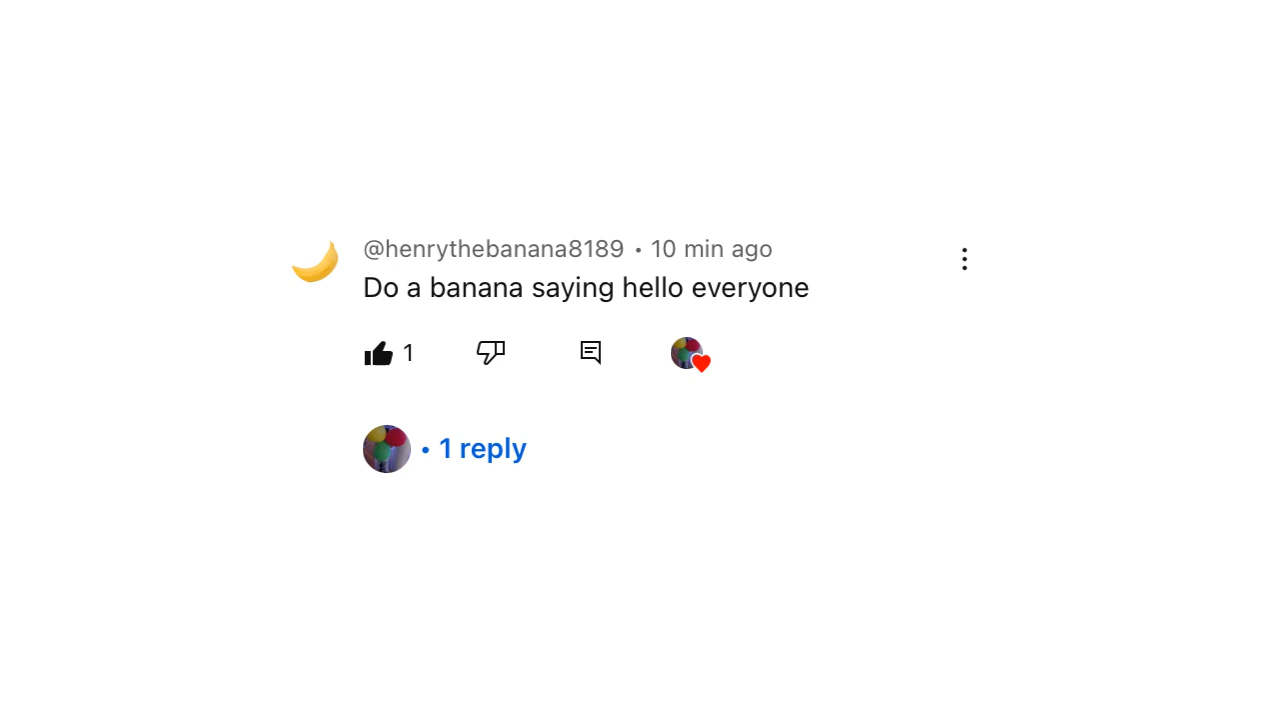 @henrythebanana8189 • 10 min ago
Do a banana saying hello everyone
1
• 1 reply